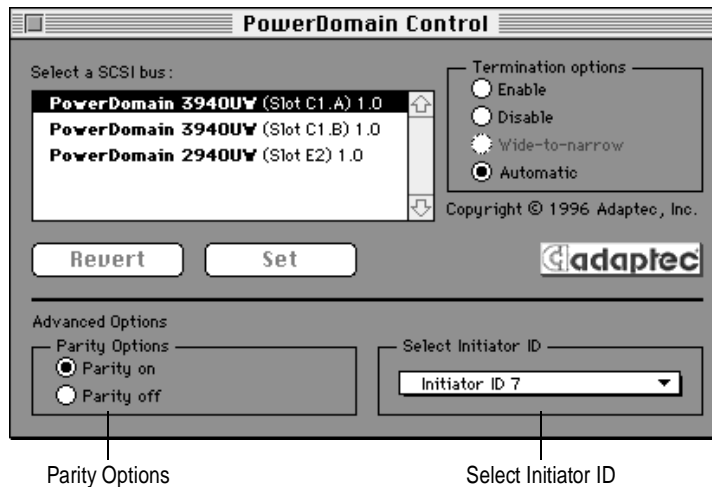 PowerDomain Control
Select a SCSI bus:
PowerDomain 3940UW (Slot C1.A) 1.0
PowerDomain 3940UW (Slot C1.B) 1.0
PowerDomain 2940UW (Slot E2) 1.0
Termination options
Enable
Disable
Wide-to-narrow
Automatic
Copyright © 1996 Adaptec, Inc.
Revert
Set
adaptec
Advanced Options
Parity Options
Parity on
Parity off
Select Initiator ID
Initiator ID 7
Parity Options
Select Initiator ID